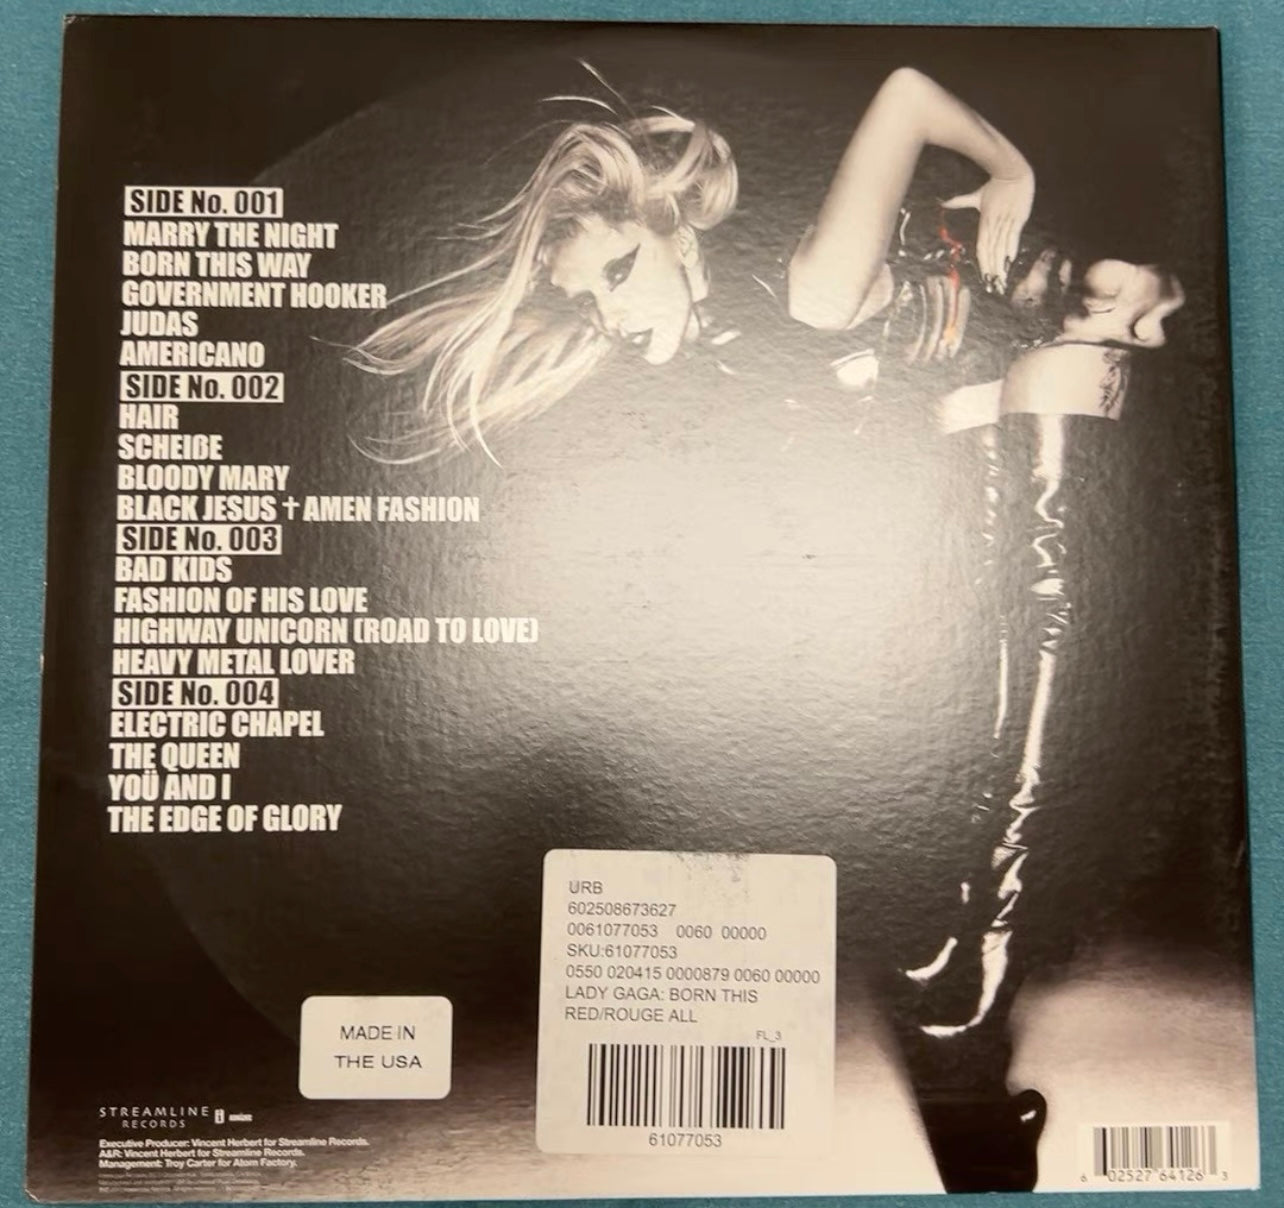 SIDE No. 001
MARRY THE NIGHT
BORN THIS WAY
GOVERNMENT HOOKER
JUDAS
AMERICANO
SIDE No. 002
HAIR
SCHEIßE
BLOODY MARY
BLACK JESUS † AMEN FASHION
SIDE No. 003
BAD KIDS
FASHION OF HIS LOVE
HIGHWAY UNICORN (ROAD TO LOVE)
HEAVY METAL LOVER
SIDE No. 004
ELECTRIC CHAPEL
THE QUEEN
YOÜ AND I
THE EDGE OF GLORY
URB
602508673627
0061077053 0060 00000
SKU:61077053
0550 020415 0000879 0060 00000
LADY GAGA: BORN THIS
RED/ROUGE ALL
FL_3
61077053
MADE IN
THE USA
STREAMLINE
RECORDS
Executive Producer: Vincent Herbert for Streamline Records.
A&R: Vincent Herbert for Streamline Records.
Management: Troy Carter for Atom Factory.
6 02527 64126 3